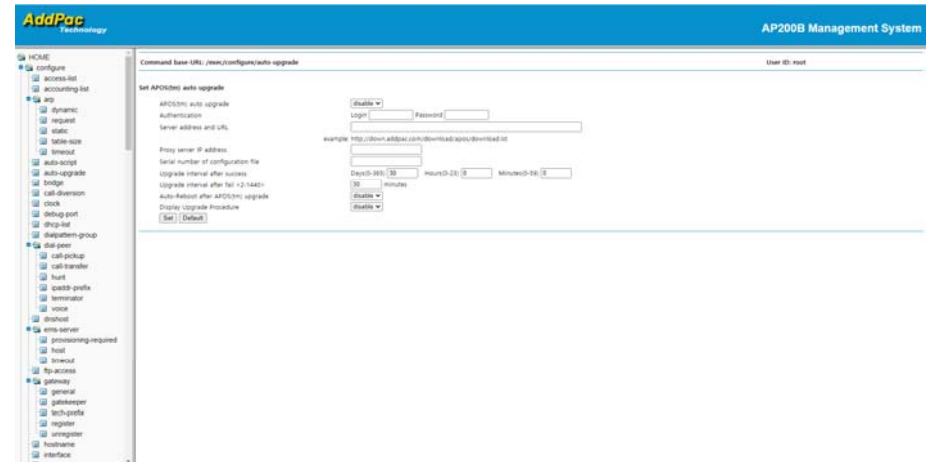 AddPac
Technology
AP200B Management System
HOME
configure
access-list
accounting-list
arp
dynamic
request
static
table-size
timeout
auto-script
auto-upgrade
bridge
call-diversion
clock
debug-port
dhcp-list
dialpattern-group
dial-peer
call-pickup
call-transfer
hunt
ipaddr-prefix
terminator
voice
dnshost
ems-server
provisioning-required
host
timeout
ftp-access
gateway
general
gatekeeper
tech-prefix
register
unregister
hostname
interface
Command base-URL: /exec/configure/auto-upgrade User ID: root
Set APOS(tm) auto upgrade
APOS(tm) auto upgrade disable
Authentication Login Password
Server address and URL
example: http://down.addpac.com/download/apos/download.lst
Proxy server IP address
Serial number of configuration file
Upgrade interval after success Days(0-365) 30 Hours(0-23) 0 Minutes(0-59) 0
Upgrade interval after fail <2-1440> 30 minutes
Auto-Reboot after APOS(tm) upgrade disable
Display Upgrade Procedure disable
Set Default